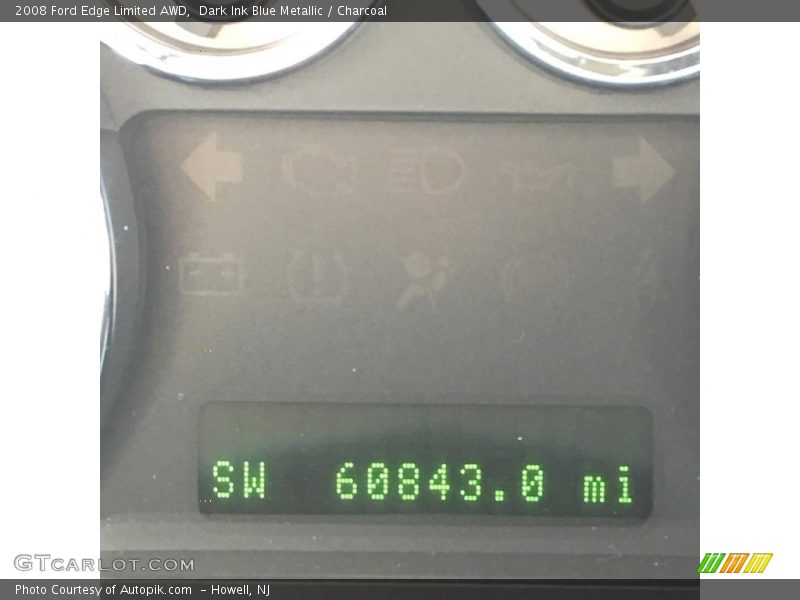 2008 Ford Edge Limited AWD,  Dark Ink Blue Metallic / Charcoal
SW 60843.0 mi
GTCARLOT.COM
Photo Courtesy of Autopik.com  - Howell, NJ